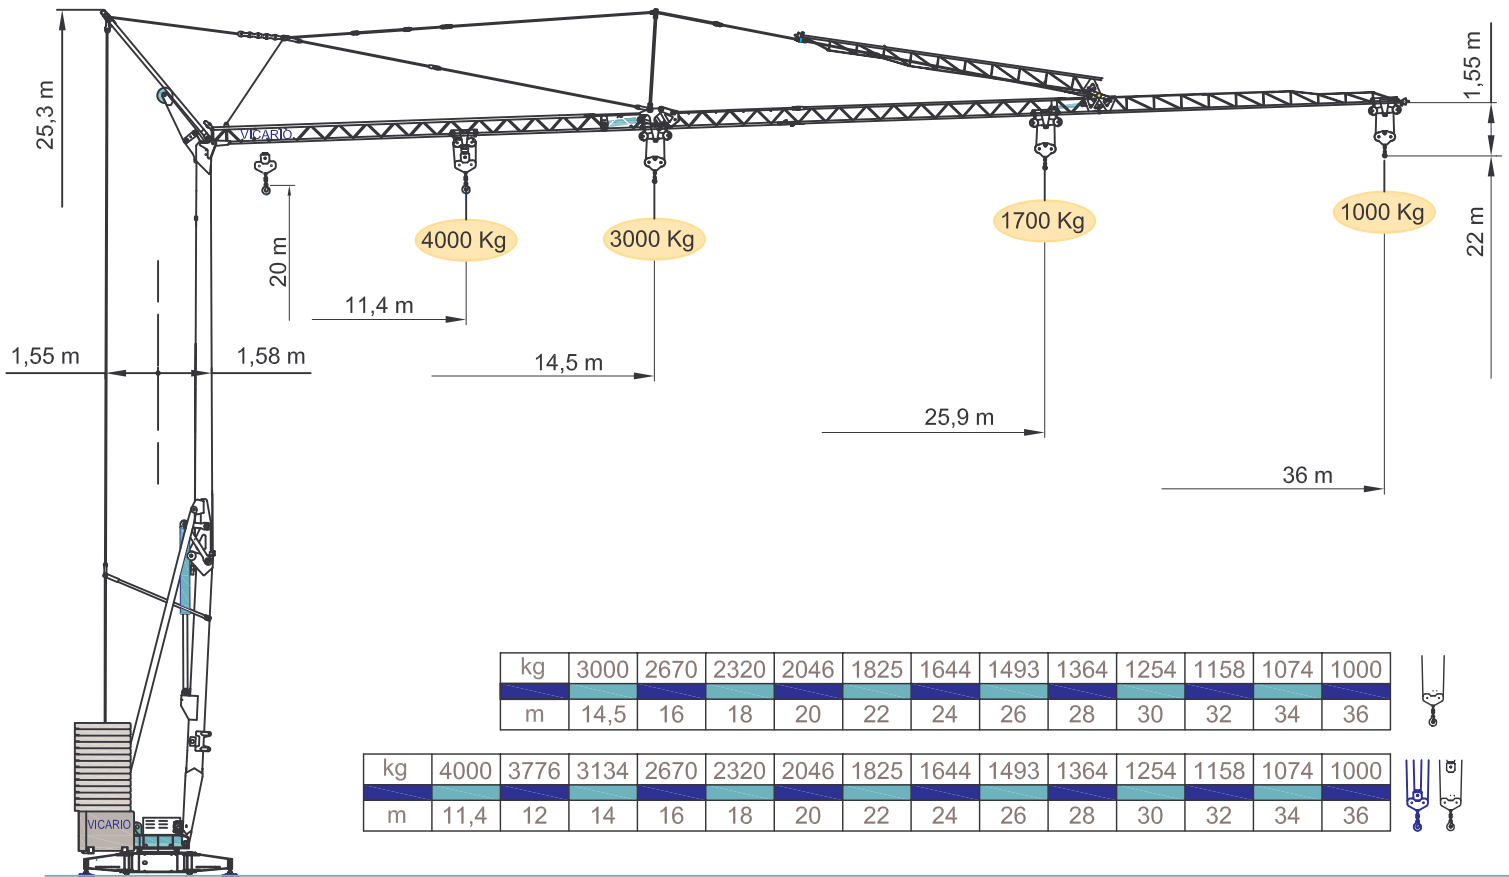 25,3 m
1,55 m
VICARIO
4000 Kg
3000 Kg
1700 Kg
1000 Kg
20 m
22 m
11,4 m
1,55 m
1,58 m
14,5 m
25,9 m
36 m
kg 3000 2670 2320 2046 1825 1644 1493 1364 1254 1158 1074 1000
m 14,5 16 18 20 22 24 26 28 30 32 34 36
kg 4000 3776 3134 2670 2320 2046 1825 1644 1493 1364 1254 1158 1074 1000
m 11,4 12 14 16 18 20 22 24 26 28 30 32 34 36
VICARIO